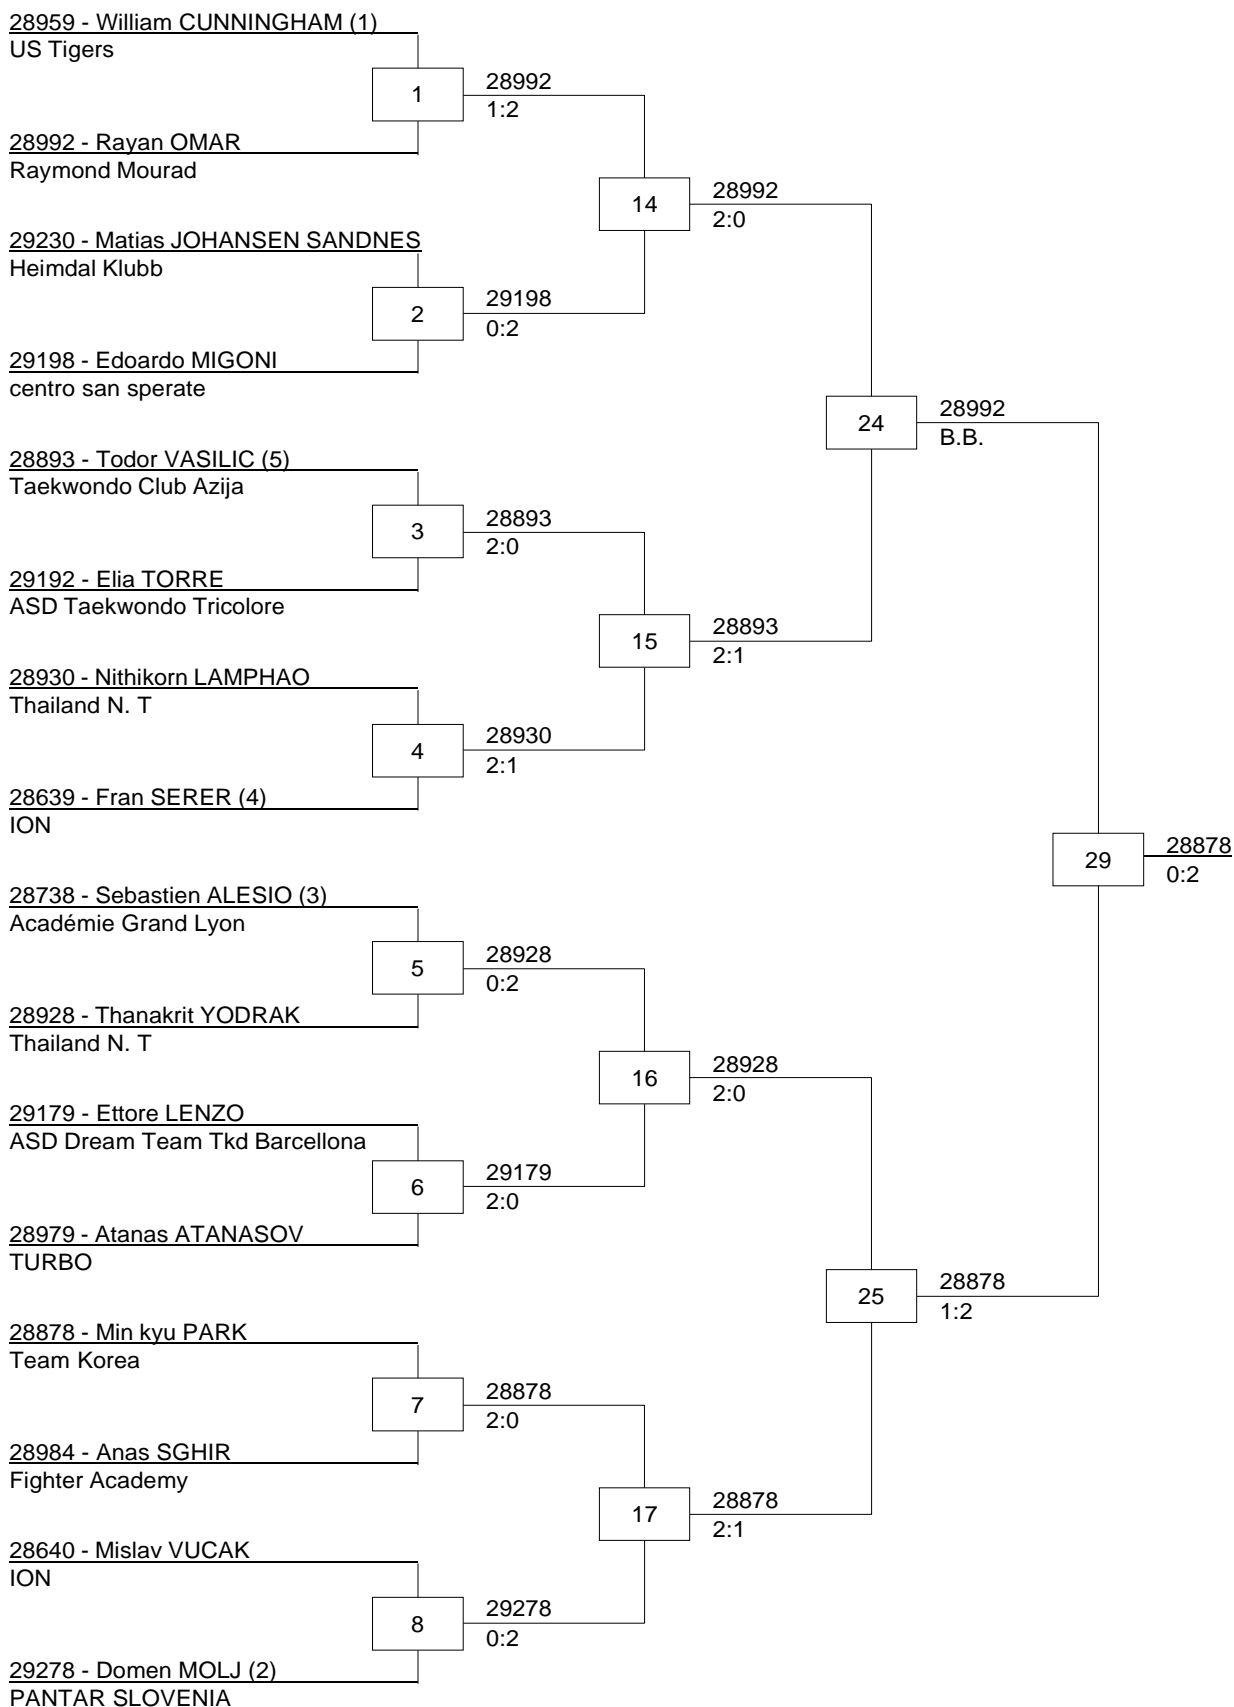 28959 - William CUNNINGHAM (1)
US Tigers
1
28992
1:2
28992 - Rayan OMAR
Raymond Mourad
14
28992
2:0
29230 - Matias JOHANSEN SANDNES
Heimdal Klubb
2
29198
0:2
29198 - Edoardo MIGONI
centro san sperate
24
28992
B.B.
28893 - Todor VASILIC (5)
Taekwondo Club Azija
3
28893
2:0
29192 - Elia TORRE
ASD Taekwondo Tricolore
15
28893
2:1
28930 - Nithikorn LAMPHAO
Thailand N. T
4
28930
2:1
28639 - Fran SERER (4)
ION
29
28878
0:2
28738 - Sebastien ALESIO (3)
Académie Grand Lyon
5
28928
0:2
28928 - Thanakrit YODRAK
Thailand N. T
16
28928
2:0
29179 - Ettore LENZO
ASD Dream Team Tkd Barcellona
6
29179
2:0
28979 - Atanas ATANASOV
TURBO
25
28878
1:2
28878 - Min kyu PARK
Team Korea
7
28878
2:0
28984 - Anas SGHIR
Fighter Academy
17
28878
2:1
28640 - Mislav VUCAK
ION
8
29278
0:2
29278 - Domen MOLJ (2)
PANTAR SLOVENIA